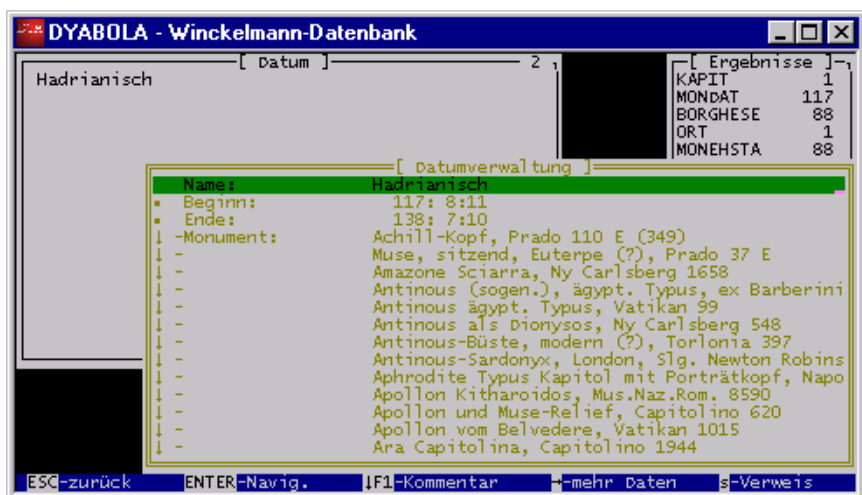 DYABOLA - Winckelmann-Datenbank
[ Datum ] 2
Hadrianisch
[ Ergebnisse ]
KAPIT 1
MONDAT 117
BORGHESE 88
ORT 1
MONEHSTA 88
[ Datumverwaltung ]
Name: Hadrianisch
Beginn: 117: 8:11
Ende: 138: 7:10
↓ -Monument: Achill-Kopf, Prado 110 E (349)
↓ - Muse, sitzend, Euterpe (?), Prado 37 E
↓ - Amazone Sciarra, Ny Carlsberg 1658
↓ - Antinous (sogen.), ägypt. Typus, ex Barberini
↓ - Antinous ägypt. Typus, Vatikan 99
↓ - Antinous als Dionysos, Ny Carlsberg 548
↓ - Antinous-Büste, modern (?), Torlonia 397
↓ - Antinous-Sardonyx, London, Slg. Newton Robins
↓ - Aphrodite Typus Kapitol mit Porträtkopf, Napo
↓ - Apollon Kitharoidos, Mus.Naz.Rom. 8590
↓ - Apollon und Muse-Relief, Capitolino 620
↓ - Apollon vom Belvedere, Vatikan 1015
↓ - Ara Capitolina, Capitolino 1944
ESC-zurück ENTER-Navig. ↓F1-Kommentar →-mehr Daten s-Verweis